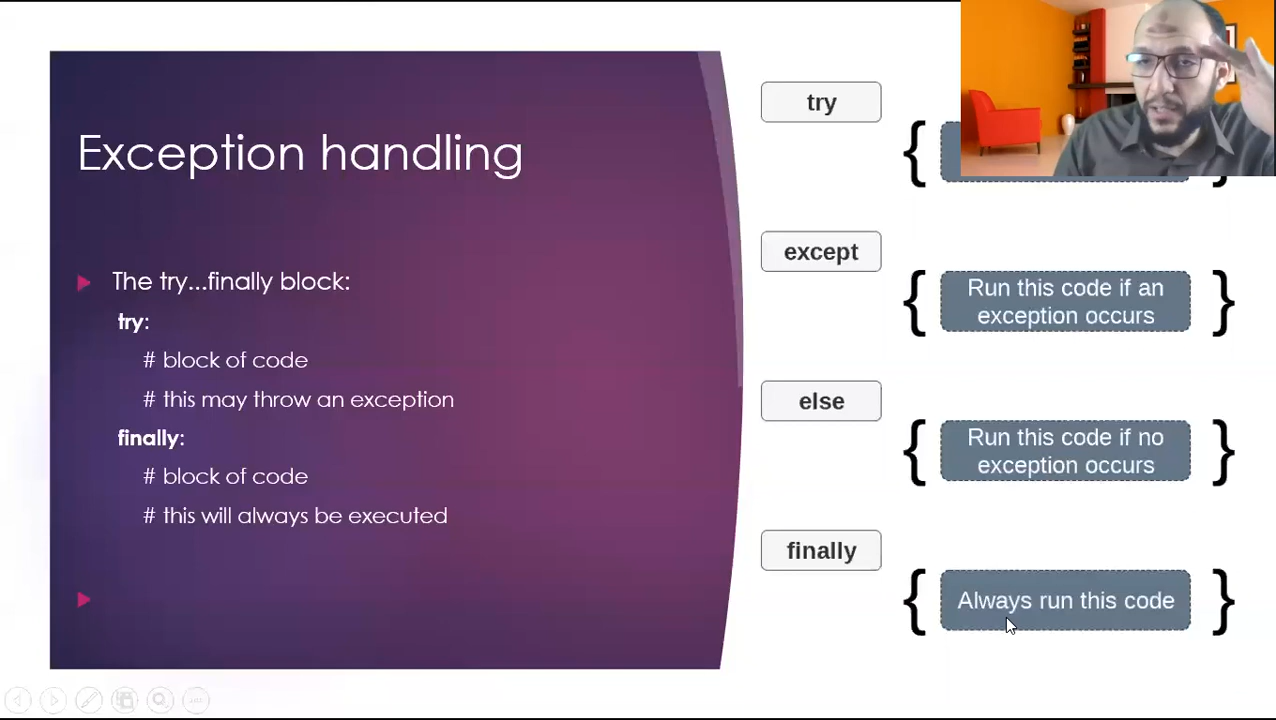 Exception handling
The try...finally block:
try:
# block of code
# this may throw an exception
finally:
# block of code
# this will always be executed
try
except
Run this code if an
exception occurs
else
Run this code if no
exception occurs
finally
Always run this code